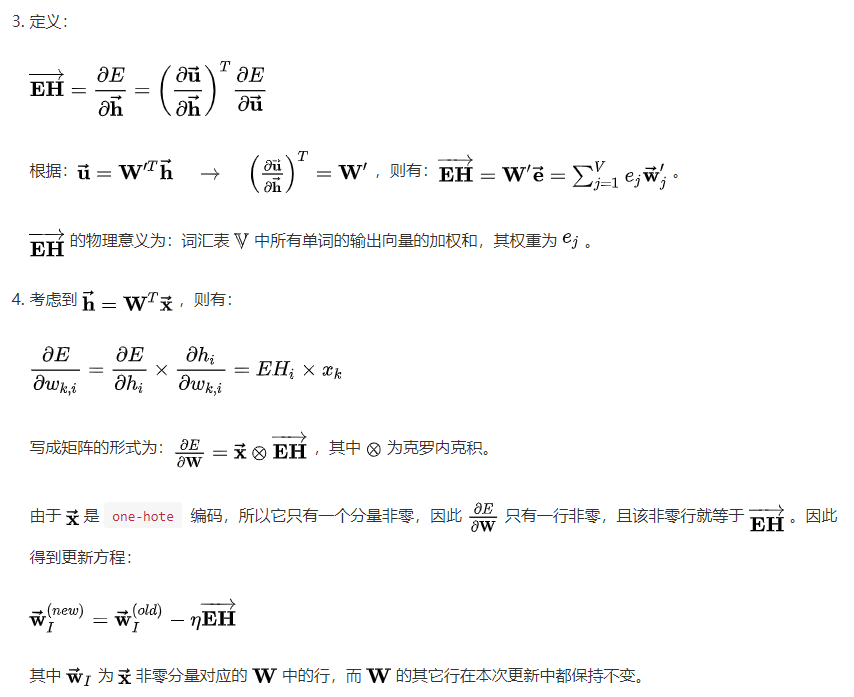 3. 定义：
$\overrightarrow{\mathbf{EH}} = \frac{\partial E}{\partial \vec{\mathbf{h}}} = \left(\frac{\partial \vec{\mathbf{u}}}{\partial \vec{\mathbf{h}}}\right)^T \frac{\partial E}{\partial \vec{\mathbf{u}}}$
根据：$\vec{\mathbf{u}} = \mathbf{W}'^T \vec{\mathbf{h}} \quad \rightarrow \quad \left(\frac{\partial \vec{\mathbf{u}}}{\partial \vec{\mathbf{h}}}\right)^T = \mathbf{W}'$ ，则有：$\overrightarrow{\mathbf{EH}} = \mathbf{W}' \vec{\mathbf{e}} = \sum_{j=1}^{V} e_j \vec{\mathbf{w}}'_j$ 。
$\overrightarrow{\mathbf{EH}}$ 的物理意义为：词汇表 $\mathbb{V}$ 中所有单词的输出向量的加权和，其权重为 $e_j$ 。
4. 考虑到 $\vec{\mathbf{h}} = \mathbf{W}^T \vec{\mathbf{x}}$ ，则有：
$\frac{\partial E}{\partial w_{k,i}} = \frac{\partial E}{\partial h_i} \times \frac{\partial h_i}{\partial w_{k,i}} = EH_i \times x_k$
写成矩阵的形式为：$\frac{\partial E}{\partial \mathbf{W}} = \vec{\mathbf{x}} \otimes \overrightarrow{\mathbf{EH}}$ ，其中 $\otimes$ 为克罗内克积。
由于 $\vec{\mathbf{x}}$ 是 one-hote 编码，所以它只有一个分量非零，因此 $\frac{\partial E}{\partial \mathbf{W}}$ 只有一行非零，且该非零行就等于 $\overrightarrow{\mathbf{EH}}$ 。因此
得到更新方程：
$\vec{\mathbf{w}}_I^{(new)} = \vec{\mathbf{w}}_I^{(old)} - \eta \overrightarrow{\mathbf{EH}}$
其中 $\vec{\mathbf{w}}_I$ 为 $\vec{\mathbf{x}}$ 非零分量对应的 $\mathbf{W}$ 中的行，而 $\mathbf{W}$ 的其它行在本次更新中都保持不变。